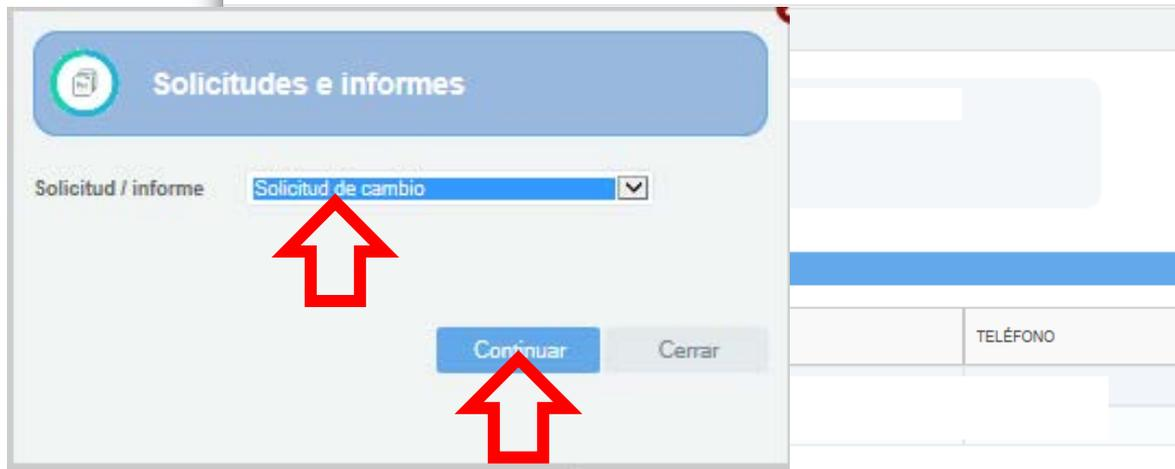 Solicitudes e informes
Solicitud / informe
Solicitud de cambio
Continuar
Cerrar
TELÉFONO